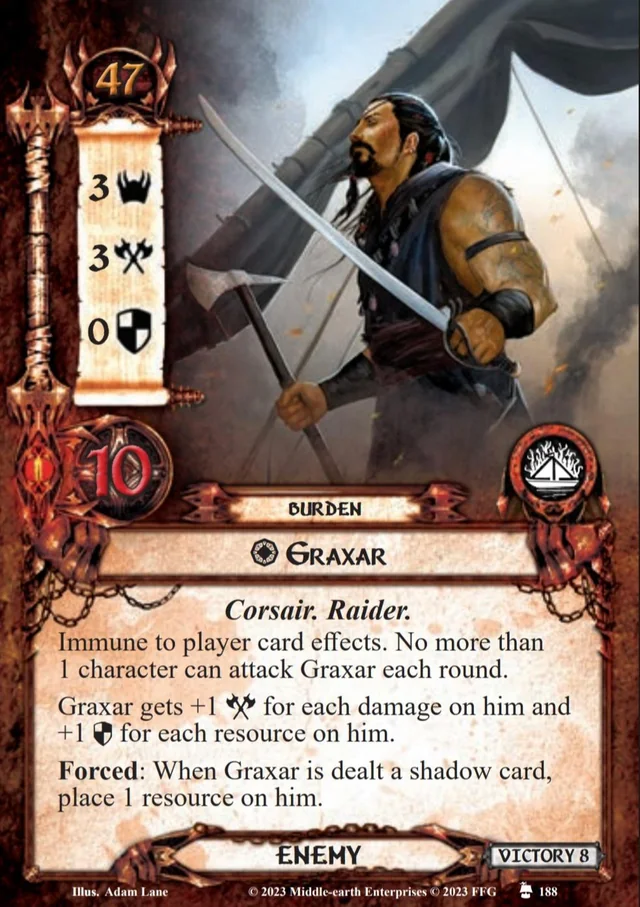 47
3
3
0
10
BURDEN
GRAXAR
Corsair. Raider.
Immune to player card effects. No more than
1 character can attack Graxar each round.
Graxar gets +1 for each damage on him and
+1 for each resource on him.
Forced: When Graxar is dealt a shadow card,
place 1 resource on him.
ENEMY
VICTORY 8
Illus. Adam Lane
© 2023 Middle-earth Enterprises © 2023 FFG
188